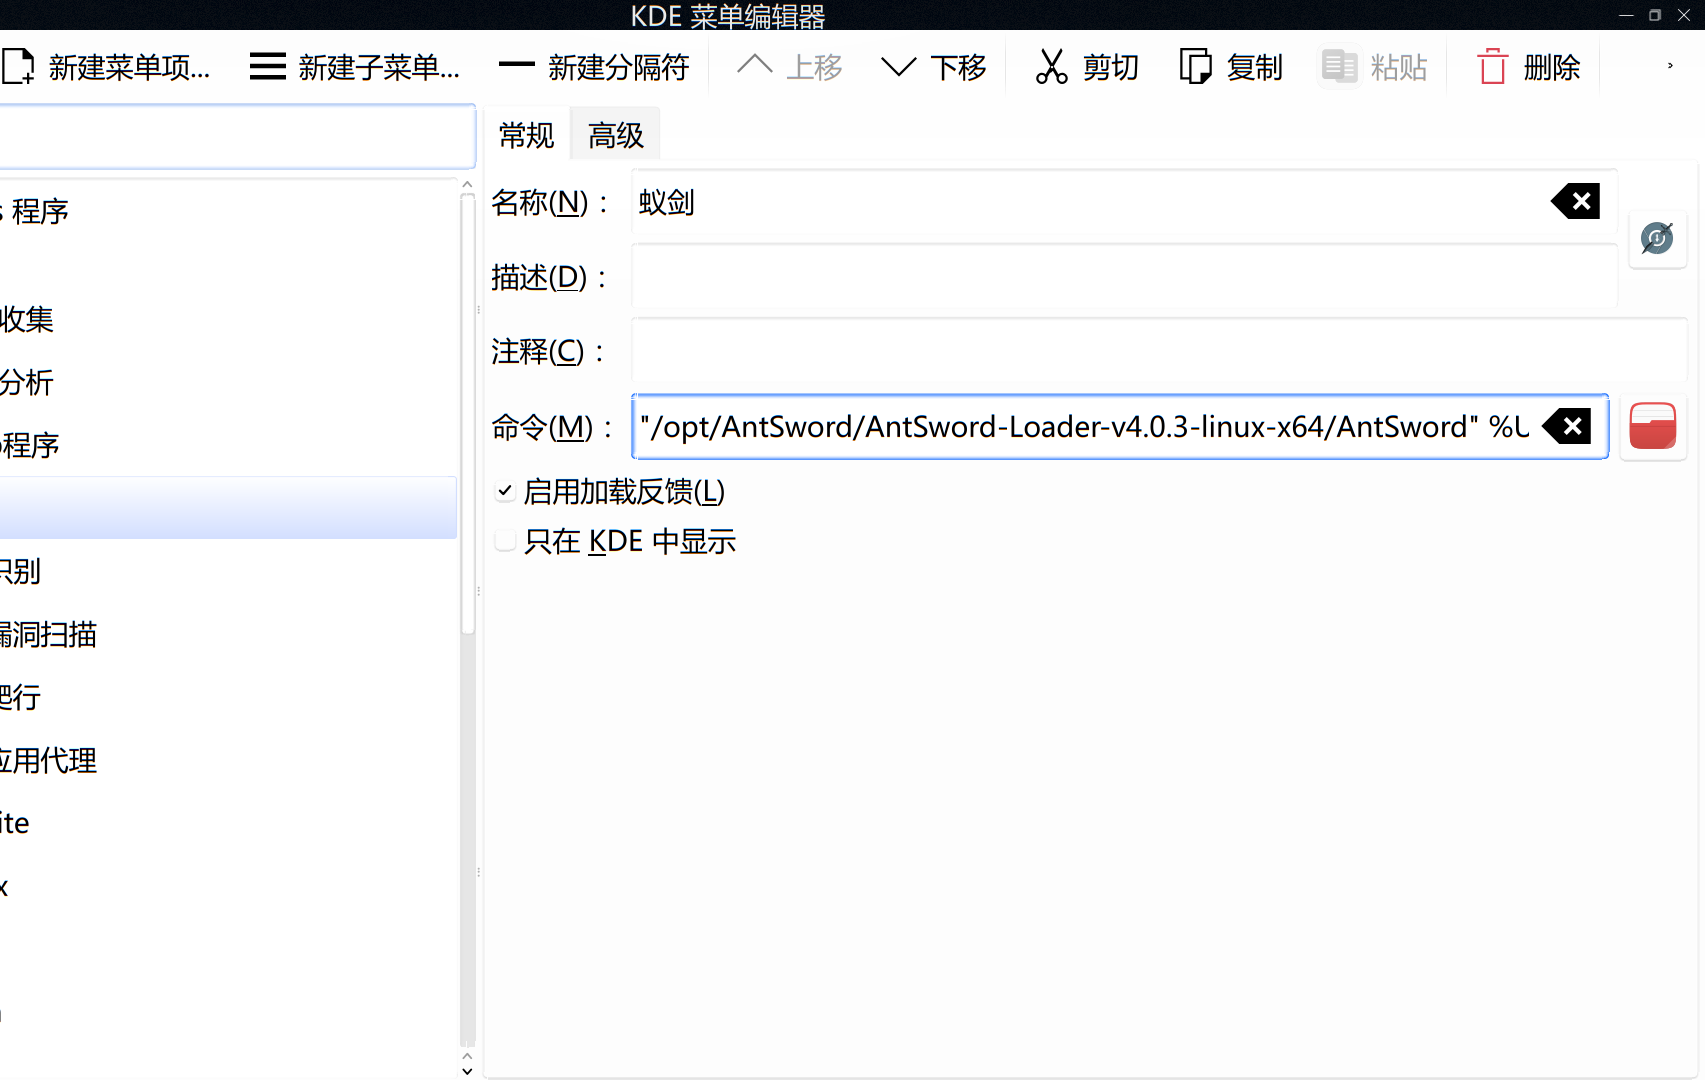 KDE 菜单编辑器
新建菜单项... 新建子菜单... 新建分隔符 上移 下移 剪切 复制 粘贴 删除
常规 高级
程序
收集
分析
程序
识别
漏洞扫描
爬行
应用代理
ite
x
名称(N)： 蚁剑
描述(D)：
注释(C)：
命令(M)： "/opt/AntSword/AntSword-Loader-v4.0.3-linux-x64/AntSword" %U
启用加载反馈(L)
只在 KDE 中显示